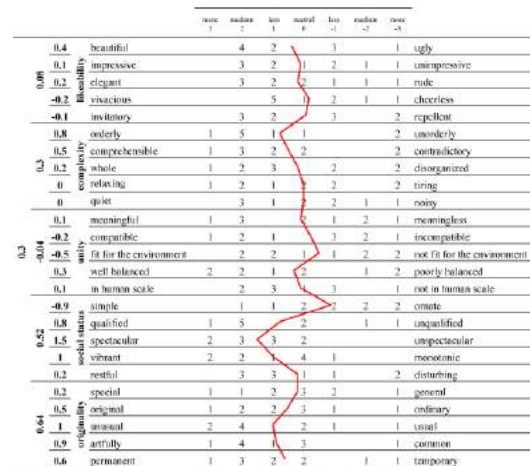 more medium less neutral less medium more
3 2 1 0 -1 -2 -3
0.4 beautiful 4 2 3 1 ugly
0.1 impressive 3 2 1 2 1 1 unimpressive
0.08 likeability
0.2 elegant 3 2 2 1 1 1 rude
-0.2 vivacious 5 1 2 1 1 cheerless
-0.1 invitatory 3 2 3 2 repellent
0.8 orderly 1 5 1 1 2 unorderly
0.5 comprehensible 1 3 2 2 2 contradictory
0.3 complexity
0.2 whole 1 2 3 2 2 disorganized
0 relaxing 1 2 1 2 2 2 tiring
0 quiet 3 1 2 2 1 1 noisy
0.1 meaningful 1 3 2 1 2 1 meaningless
-0.2 compatible 1 2 1 3 2 1 incompatible
0.3 -0.04 unity
-0.5 fit for the environment 2 2 1 1 2 2 not fit for the environment
0.3 well balanced 2 2 1 2 1 2 poorly balanced
0.1 in human scale 2 3 1 3 1 not in human scale
-0.9 simple 1 1 2 2 2 2 ornate
0.8 qualified 1 5 2 1 1 unqualified
0.52 social status
1.5 spectacular 2 3 3 2 unspectacular
1 vibrant 2 2 1 4 1 monotonic
0.2 restful 3 3 1 1 2 disturbing
0.2 special 1 1 2 3 2 1 general
0.5 original 1 2 2 3 1 1 ordinary
0.64 originality
1 unusual 2 4 1 2 1 usual
0.9 artfully 1 4 1 3 1 common
0.6 permanent 1 3 2 2 1 1 temporary